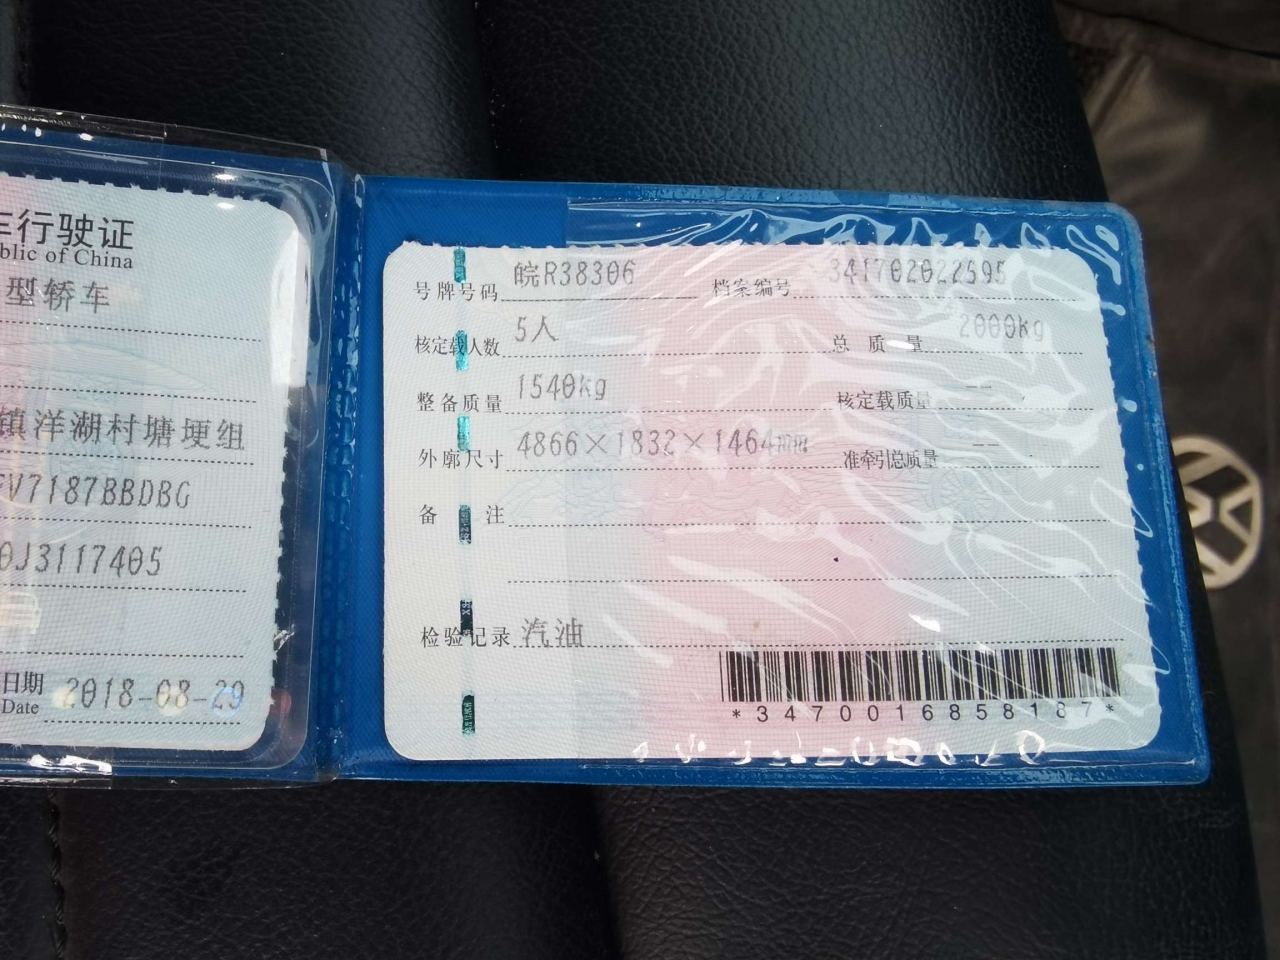 车行驶证
blic of China
型轿车
镇洋湖村塘埂组
FV7187BBDBG
0J3117405
日期 2018-08-29
Date
号牌号码 皖R38306 档案编号 341702022595
核定载人数 5人 总质量 2000kg
整备质量 1540kg 核定载质量 --
外廓尺寸 4866×1832×1464mm 准牵引总质量 --
备注
检验记录 汽油
*3470016858187*